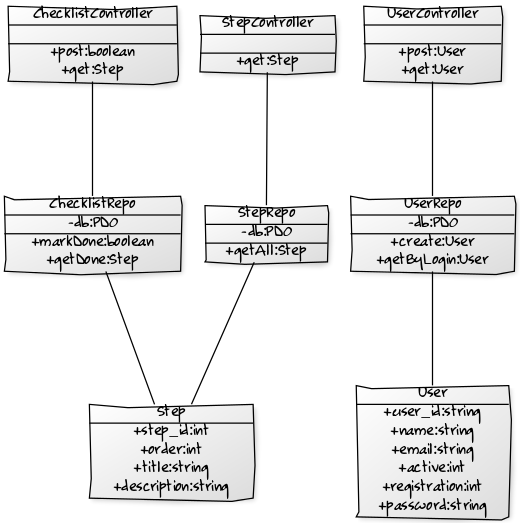 ChecklistController
+post:boolean
+get:Step
StepController
+get:Step
UserController
+post:User
+get:User
ChecklistRepo
-db:PDO
+markDone:boolean
+getDone:Step
StepRepo
-db:PDO
+getAll:Step
UserRepo
-db:PDO
+create:User
+getByLogin:User
Step
+step_id:int
+order:int
+title:string
+description:string
User
+user_id:string
+name:string
+email:string
+active:int
+registration:int
+password:string